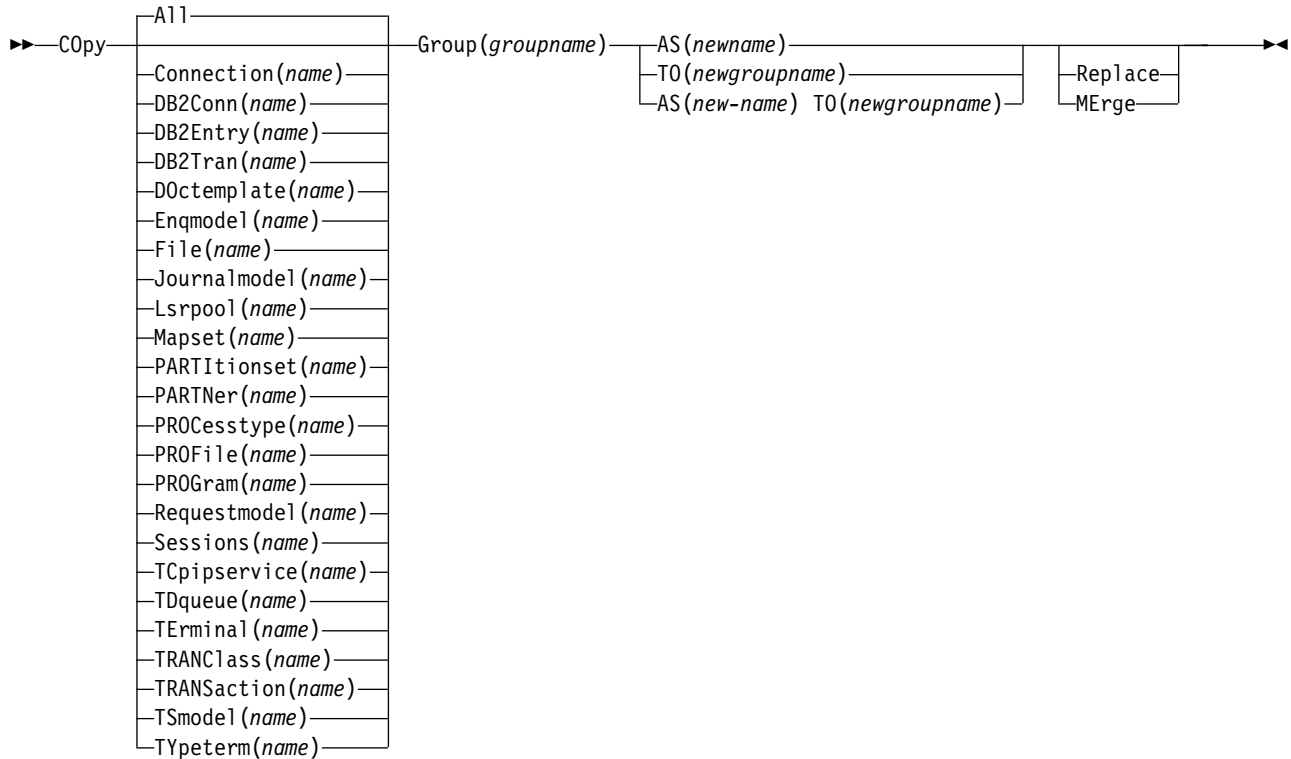 All
COpy Group(groupname) AS(newname)
Connection(name) TO(newgroupname) Replace
DB2Conn(name) AS(new-name) TO(newgroupname) MErge
DB2Entry(name)
DB2Tran(name)
DOctemplate(name)
Enqmodel(name)
File(name)
Journalmodel(name)
Lsrpool(name)
Mapset(name)
PARTItionset(name)
PARTNer(name)
PROCesstype(name)
PROFile(name)
PROGram(name)
Requestmodel(name)
Sessions(name)
TCpipservice(name)
TDqueue(name)
TErminal(name)
TRANClass(name)
TRANSaction(name)
TSmodel(name)
TYpeterm(name)